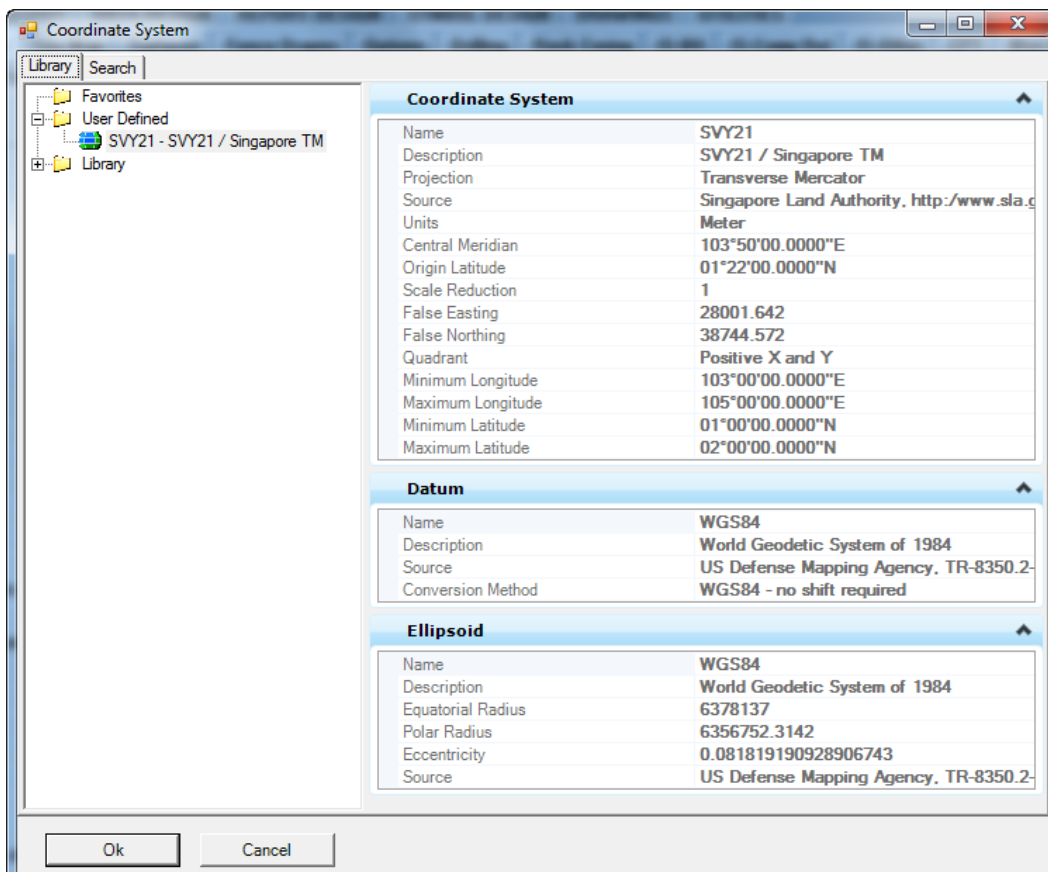 Coordinate System
Library Search
Favorites
User Defined
SVY21 - SVY21 / Singapore TM
Library
Coordinate System
Name SVY21
Description SVY21 / Singapore TM
Projection Transverse Mercator
Source Singapore Land Authority, http:/www.sla.g
Units Meter
Central Meridian 103°50'00.0000"E
Origin Latitude 01°22'00.0000"N
Scale Reduction 1
False Easting 28001.642
False Northing 38744.572
Quadrant Positive X and Y
Minimum Longitude 103°00'00.0000"E
Maximum Longitude 105°00'00.0000"E
Minimum Latitude 01°00'00.0000"N
Maximum Latitude 02°00'00.0000"N
Datum
Name WGS84
Description World Geodetic System of 1984
Source US Defense Mapping Agency, TR-8350.2-
Conversion Method WGS84 - no shift required
Ellipsoid
Name WGS84
Description World Geodetic System of 1984
Equatorial Radius 6378137
Polar Radius 6356752.3142
Eccentricity 0.081819190928906743
Source US Defense Mapping Agency, TR-8350.2-
Ok Cancel